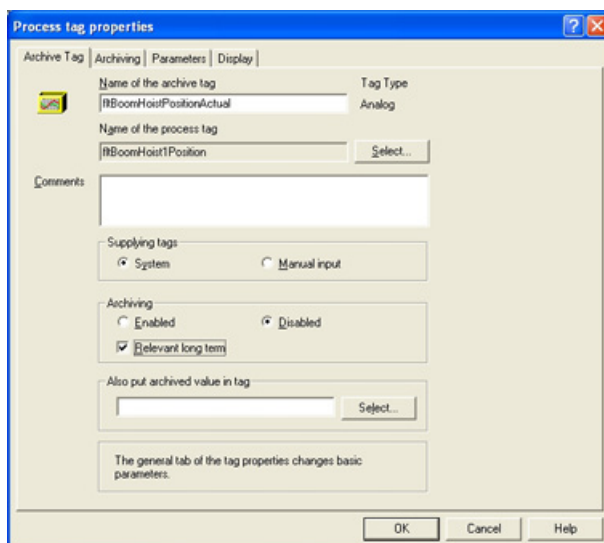 Process tag properties
Archive Tag Archiving Parameters Display
Name of the archive tag Tag Type
fltBoomHoistPositionActual Analog
Name of the process tag
fltBoomHoist1Position Select...
Comments
Supplying tags
System Manual input
Archiving
Enabled Disabled
Relevant long term
Also put archived value in tag
Select...
The general tab of the tag properties changes basic
parameters.
OK Cancel Help